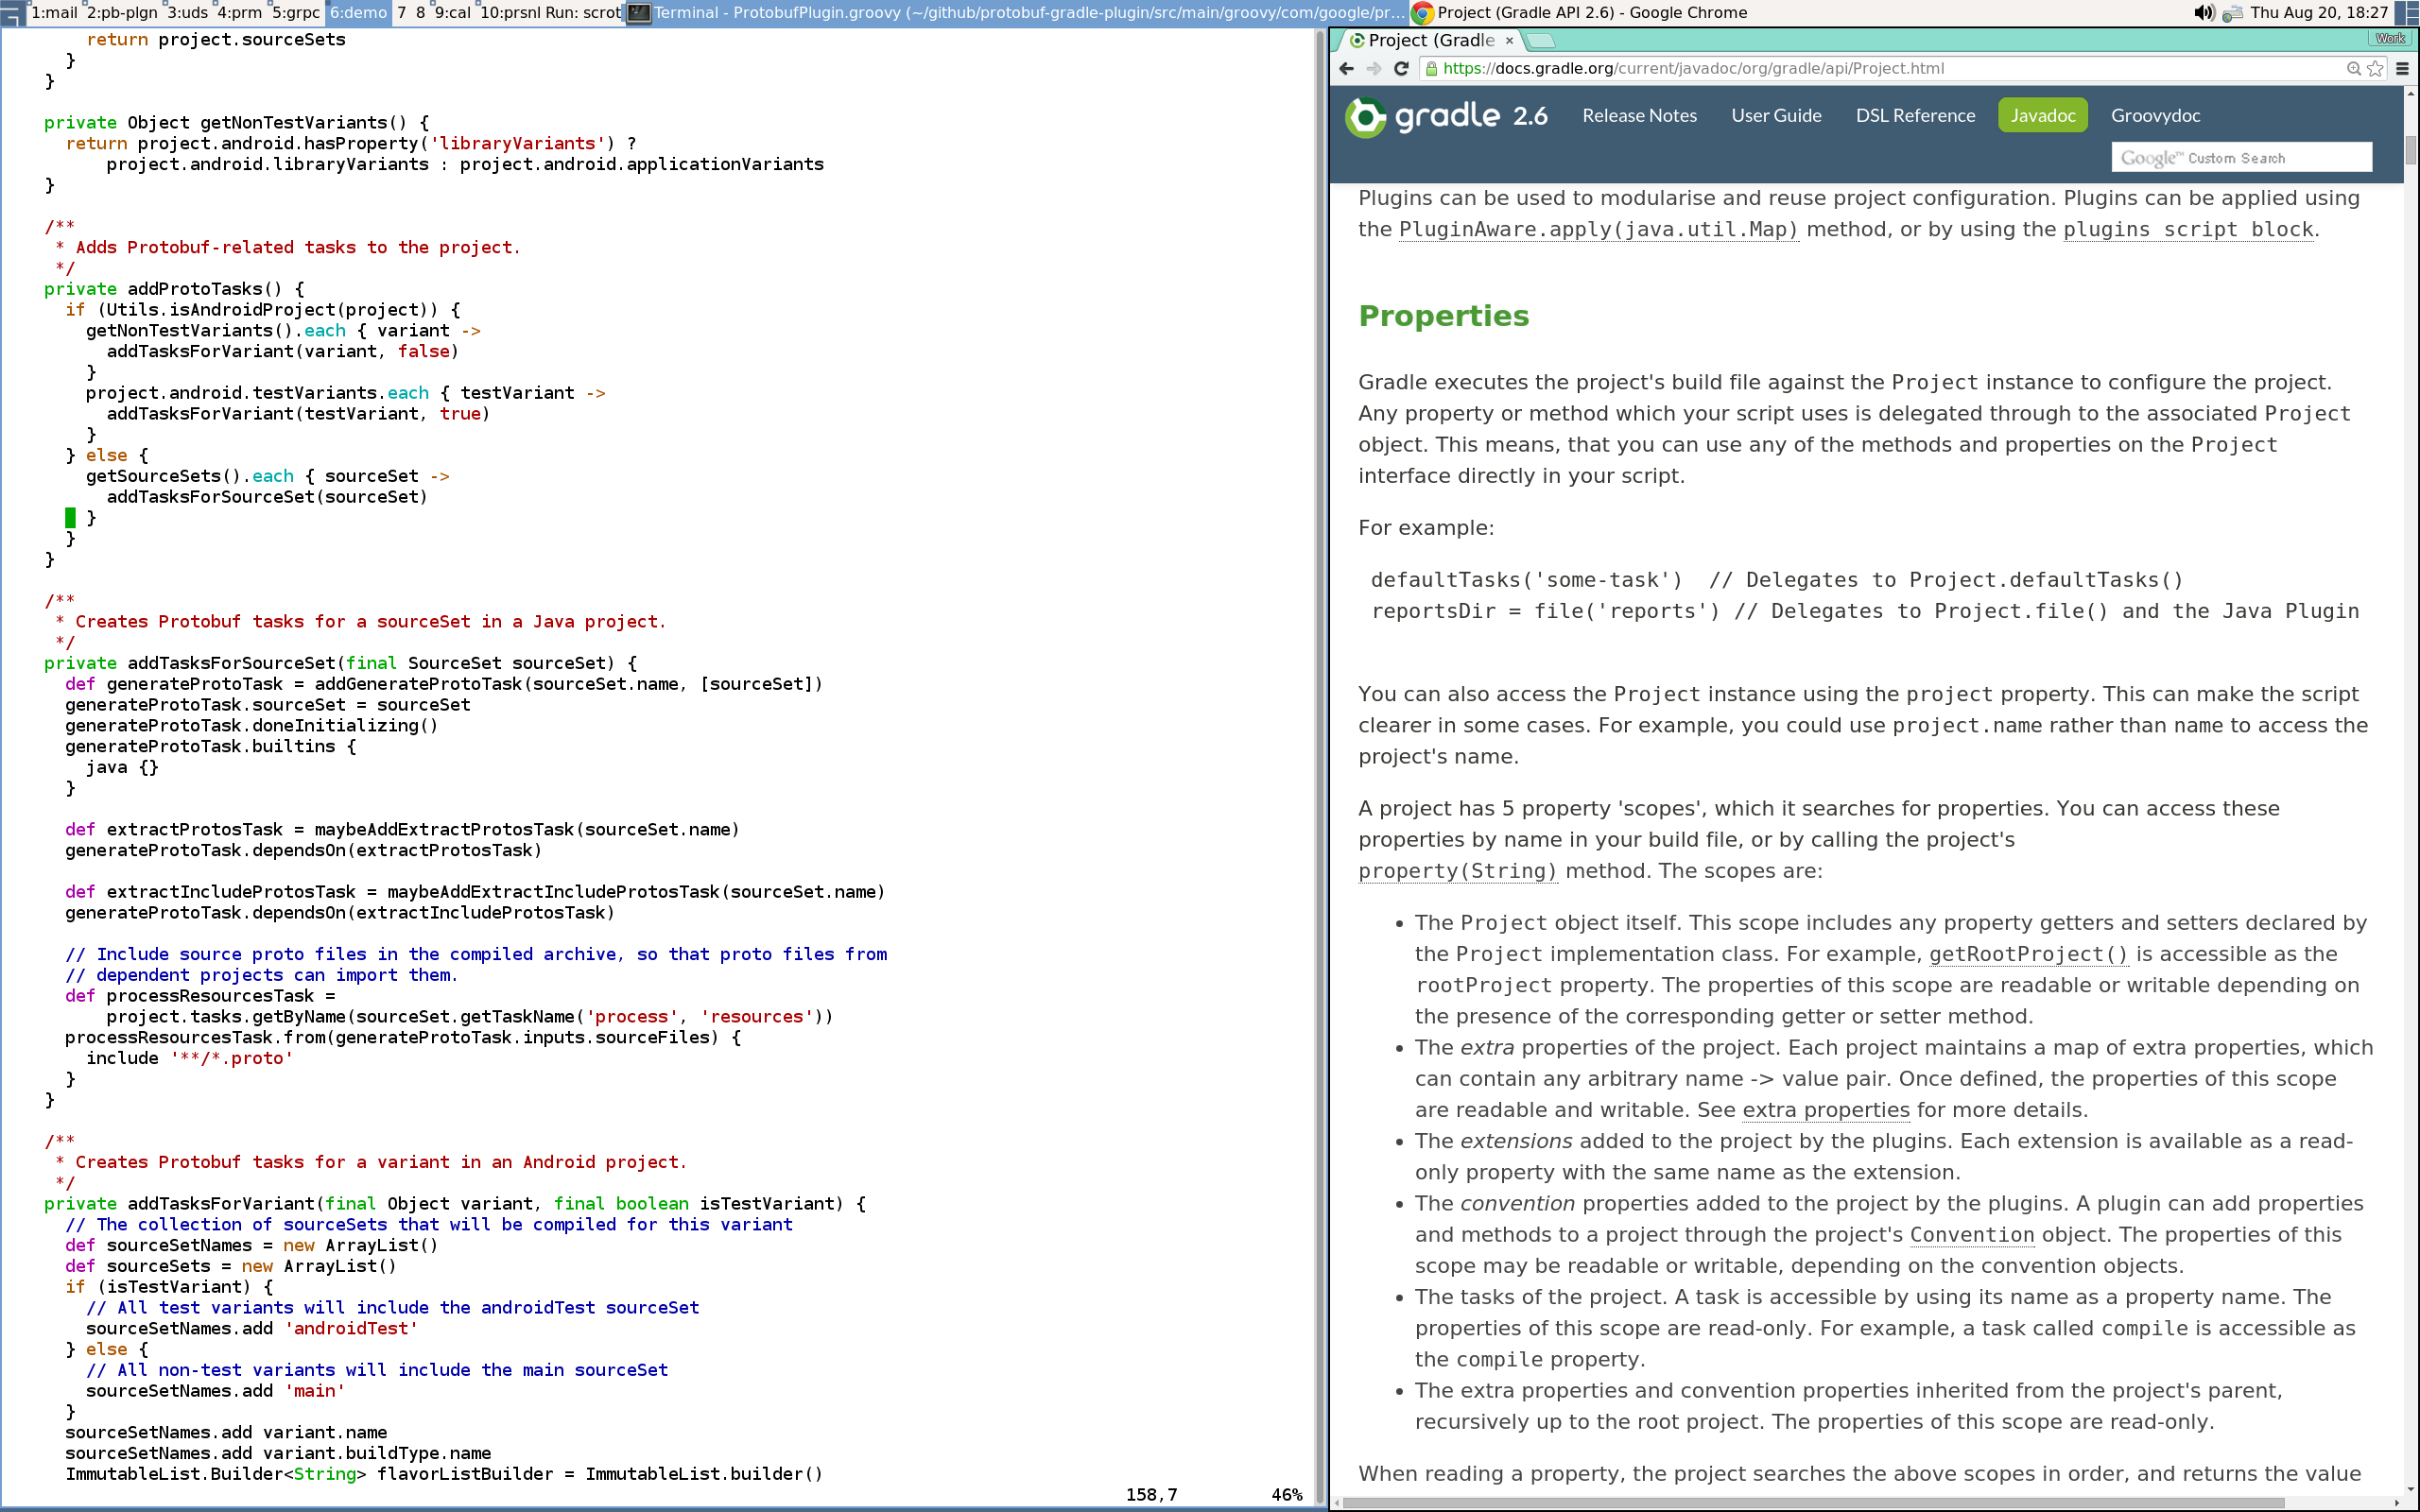 1:mail 2:pb-plgn 3:uds 4:prm 5:grpc 6:demo 7 8 9:cal 10:prsnl Run: scrot Terminal - ProtobufPlugin.groovy (~/github/protobuf-gradle-plugin/src/main/groovy/com/google/pr... Project (Gradle API 2.6) - Google Chrome Thu Aug 20, 18:27
return project.sourceSets
}
}
private Object getNonTestVariants() {
return project.android.hasProperty('libraryVariants') ?
project.android.libraryVariants : project.android.applicationVariants
}
/**
* Adds Protobuf-related tasks to the project.
*/
private addProtoTasks() {
if (Utils.isAndroidProject(project)) {
getNonTestVariants().each { variant ->
addTasksForVariant(variant, false)
}
project.android.testVariants.each { testVariant ->
addTasksForVariant(testVariant, true)
}
} else {
getSourceSets().each { sourceSet ->
addTasksForSourceSet(sourceSet)
}
}
}
/**
* Creates Protobuf tasks for a sourceSet in a Java project.
*/
private addTasksForSourceSet(final SourceSet sourceSet) {
def generateProtoTask = addGenerateProtoTask(sourceSet.name, [sourceSet])
generateProtoTask.sourceSet = sourceSet
generateProtoTask.doneInitializing()
generateProtoTask.builtins {
java {}
}
def extractProtosTask = maybeAddExtractProtosTask(sourceSet.name)
generateProtoTask.dependsOn(extractProtosTask)
def extractIncludeProtosTask = maybeAddExtractIncludeProtosTask(sourceSet.name)
generateProtoTask.dependsOn(extractIncludeProtosTask)
// Include source proto files in the compiled archive, so that proto files from
// dependent projects can import them.
def processResourcesTask =
project.tasks.getByName(sourceSet.getTaskName('process', 'resources'))
processResourcesTask.from(generateProtoTask.inputs.sourceFiles) {
include '**/*.proto'
}
}
/**
* Creates Protobuf tasks for a variant in an Android project.
*/
private addTasksForVariant(final Object variant, final boolean isTestVariant) {
// The collection of sourceSets that will be compiled for this variant
def sourceSetNames = new ArrayList()
def sourceSets = new ArrayList()
if (isTestVariant) {
// All test variants will include the androidTest sourceSet
sourceSetNames.add 'androidTest'
} else {
// All non-test variants will include the main sourceSet
sourceSetNames.add 'main'
}
sourceSetNames.add variant.name
sourceSetNames.add variant.buildType.name
ImmutableList.Builder<String> flavorListBuilder = ImmutableList.builder()
158,7 46%
Project (Gradle × Work
https://docs.gradle.org/current/javadoc/org/gradle/api/Project.html
gradle 2.6 Release Notes User Guide DSL Reference Javadoc Groovydoc
Google™ Custom Search
Plugins can be used to modularise and reuse project configuration. Plugins can be applied using
the PluginAware.apply(java.util.Map) method, or by using the plugins script block.
Properties
Gradle executes the project's build file against the Project instance to configure the project.
Any property or method which your script uses is delegated through to the associated Project
object. This means, that you can use any of the methods and properties on the Project
interface directly in your script.
For example:
defaultTasks('some-task')  // Delegates to Project.defaultTasks()
reportsDir = file('reports') // Delegates to Project.file() and the Java Plugin
You can also access the Project instance using the project property. This can make the script
clearer in some cases. For example, you could use project.name rather than name to access the
project's name.
A project has 5 property 'scopes', which it searches for properties. You can access these
properties by name in your build file, or by calling the project's
property(String) method. The scopes are:
• The Project object itself. This scope includes any property getters and setters declared by
the Project implementation class. For example, getRootProject() is accessible as the
rootProject property. The properties of this scope are readable or writable depending on
the presence of the corresponding getter or setter method.
• The extra properties of the project. Each project maintains a map of extra properties, which
can contain any arbitrary name -> value pair. Once defined, the properties of this scope
are readable and writable. See extra properties for more details.
• The extensions added to the project by the plugins. Each extension is available as a read-
only property with the same name as the extension.
• The convention properties added to the project by the plugins. A plugin can add properties
and methods to a project through the project's Convention object. The properties of this
scope may be readable or writable, depending on the convention objects.
• The tasks of the project. A task is accessible by using its name as a property name. The
properties of this scope are read-only. For example, a task called compile is accessible as
the compile property.
• The extra properties and convention properties inherited from the project's parent,
recursively up to the root project. The properties of this scope are read-only.
When reading a property, the project searches the above scopes in order, and returns the value